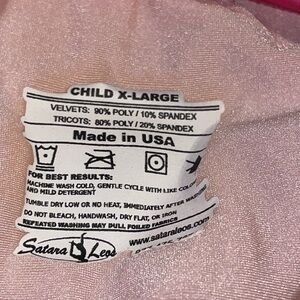 CHILD X-LARGE
VELVETS: 90% POLY / 10% SPANDEX
TRICOTS: 80% POLY / 20% SPANDEX
Made in USA
FOR BEST RESULTS:
MACHINE WASH COLD, GENTLE CYCLE WITH LIKE COLORS
AND MILD DETERGENT
TUMBLE DRY LOW OR NO HEAT, IMMEDIATELY AFTER WASHING
DO NOT BLEACH, HANDWASH, DRY FLAT, OR IRON
REPEATED WASHING MAY DULL FOILED FABRICS
Satara Leos
www.sataraleos.com